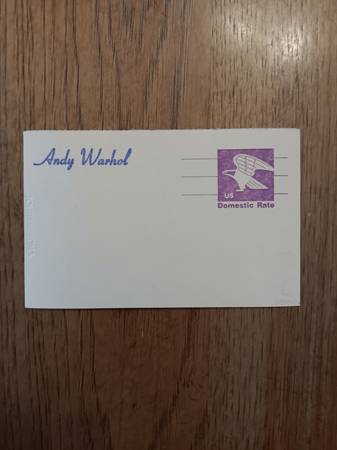 Andy Warhol
US
Domestic Rate